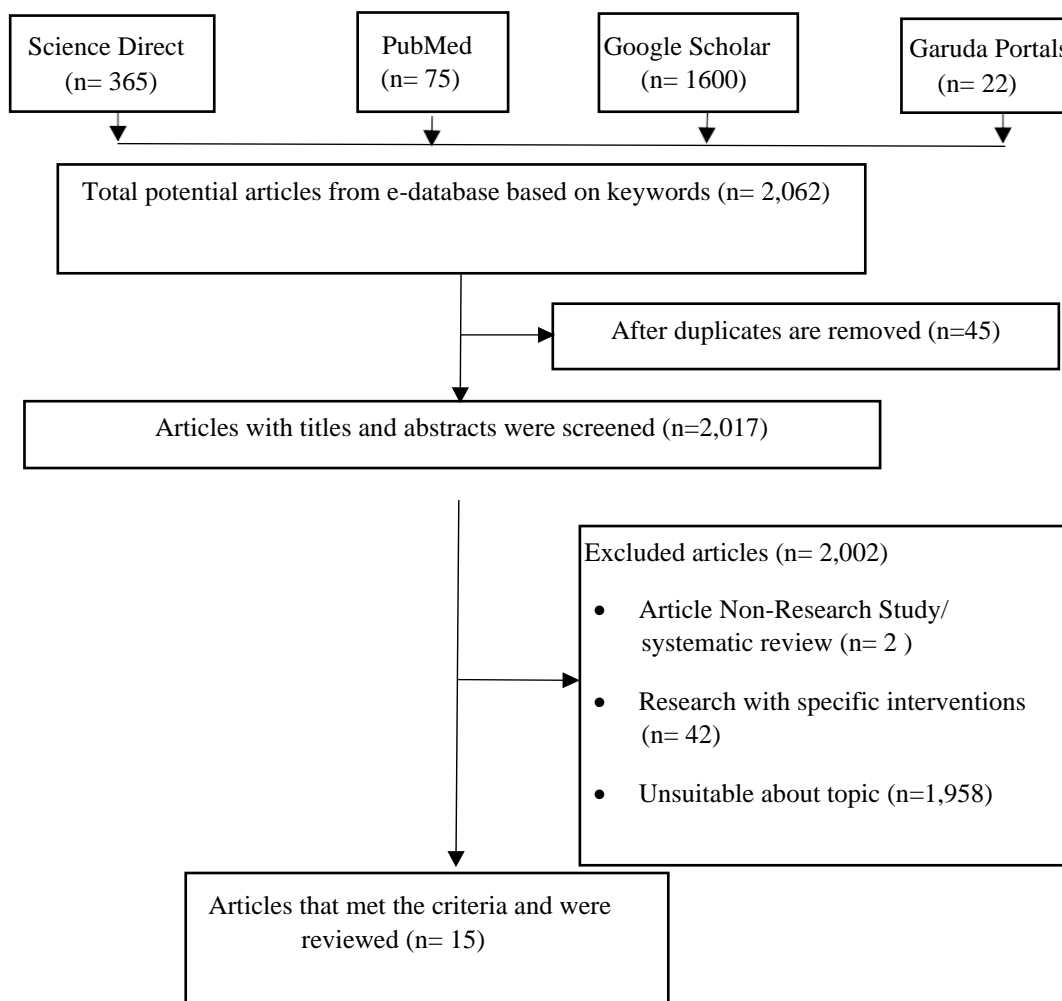 Science Direct
(n= 365)
PubMed
(n= 75)
Google Scholar
(n= 1600)
Garuda Portals
(n= 22)
Total potential articles from e-database based on keywords (n= 2,062)
After duplicates are removed (n=45)
Articles with titles and abstracts were screened (n=2,017)
Excluded articles (n= 2,002)
• Article Non-Research Study/
systematic review (n= 2 )
• Research with specific interventions
(n= 42)
• Unsuitable about topic (n=1,958)
Articles that met the criteria and were
reviewed (n= 15)